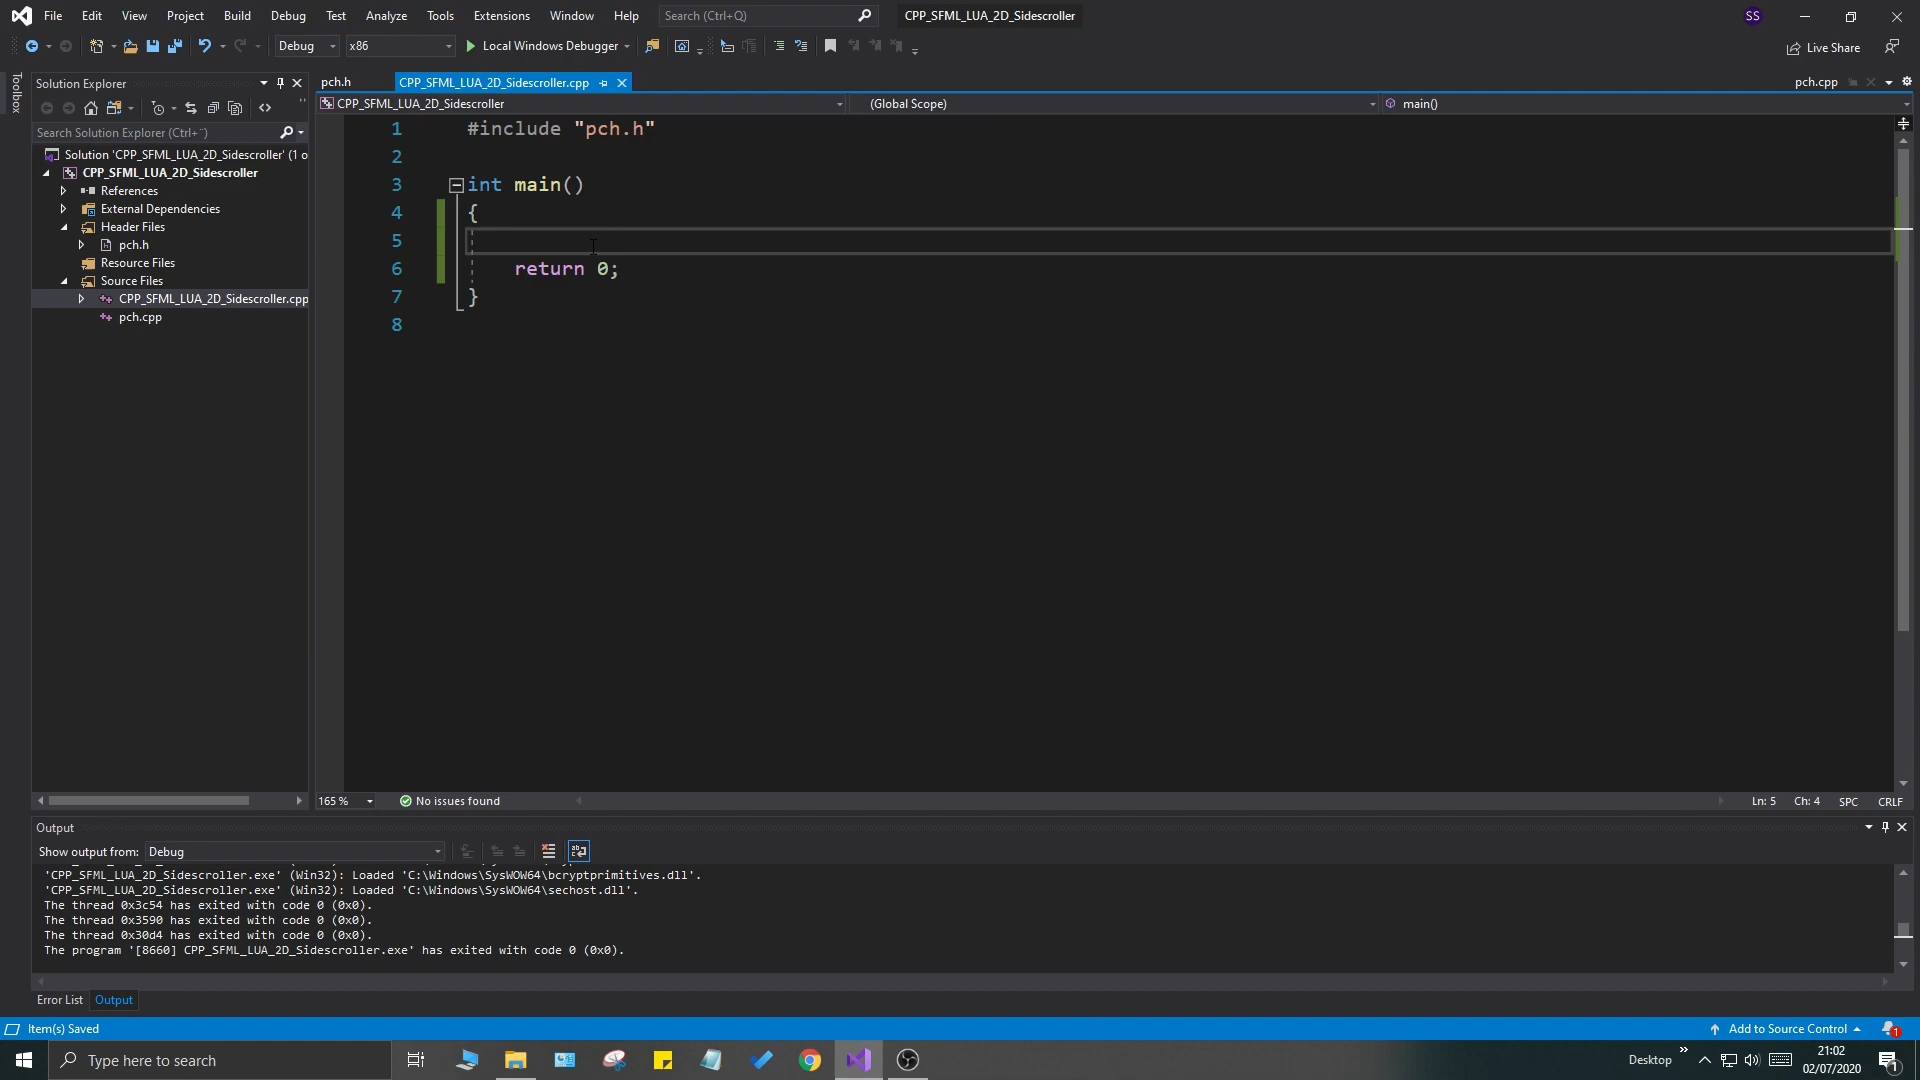 File Edit View Project Build Debug Test Analyze Tools Extensions Window Help Search (Ctrl+Q) CPP_SFML_LUA_2D_Sidescroller SS
Debug x86 Local Windows Debugger Live Share
Toolbox
Solution Explorer
Search Solution Explorer (Ctrl+¨)
Solution 'CPP_SFML_LUA_2D_Sidescroller' (1 o
CPP_SFML_LUA_2D_Sidescroller
References
External Dependencies
Header Files
pch.h
Resource Files
Source Files
CPP_SFML_LUA_2D_Sidescroller.cpp
pch.cpp
pch.h CPP_SFML_LUA_2D_Sidescroller.cpp pch.cpp
CPP_SFML_LUA_2D_Sidescroller (Global Scope) main()
1 #include "pch.h"
2
3 int main()
4 {
5
6 return 0;
7 }
8
165 % No issues found Ln: 5 Ch: 4 SPC CRLF
Output
Show output from: Debug
'CPP_SFML_LUA_2D_Sidescroller.exe' (Win32): Loaded 'C:\Windows\SysWOW64\bcryptprimitives.dll'.
'CPP_SFML_LUA_2D_Sidescroller.exe' (Win32): Loaded 'C:\Windows\SysWOW64\sechost.dll'.
The thread 0x3c54 has exited with code 0 (0x0).
The thread 0x3590 has exited with code 0 (0x0).
The thread 0x30d4 has exited with code 0 (0x0).
The program '[8660] CPP_SFML_LUA_2D_Sidescroller.exe' has exited with code 0 (0x0).
Error List Output
Item(s) Saved Add to Source Control 1
Type here to search Desktop 21:02
02/07/2020 1